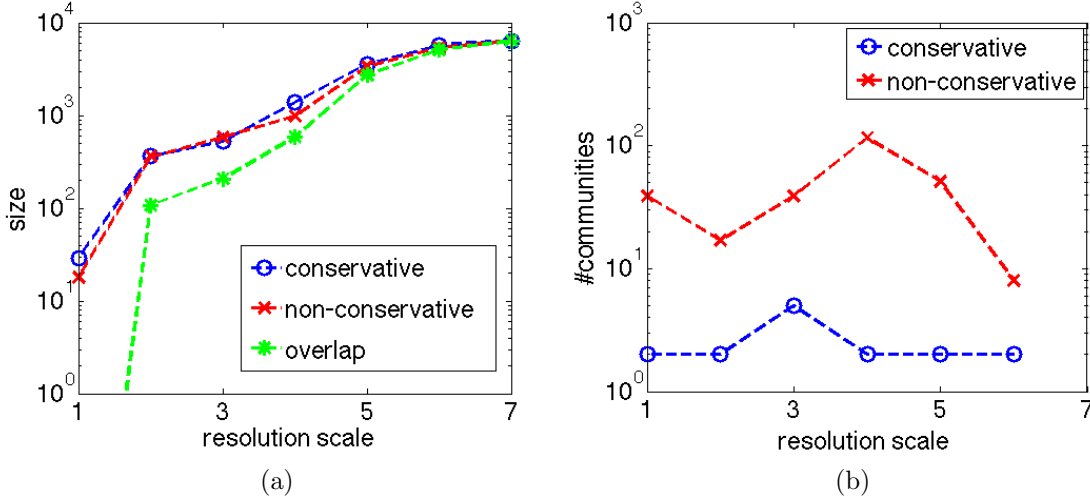 10^4
10^3
10^2
10^1
10^0
size
1 3 5 7
resolution scale
conservative
non-conservative
overlap
(a)
10^3
10^2
10^1
10^0
#communities
1 3 5 7
resolution scale
conservative
non-conservative
(b)